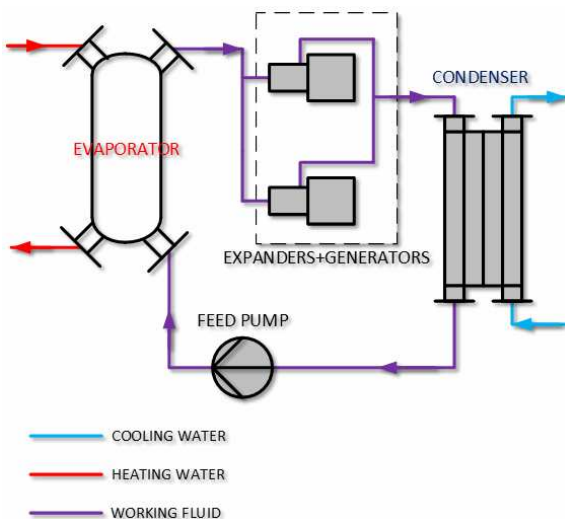 CONDENSER
EVAPORATOR
EXPANDERS+GENERATORS
FEED PUMP
COOLING WATER
HEATING WATER
WORKING FLUID